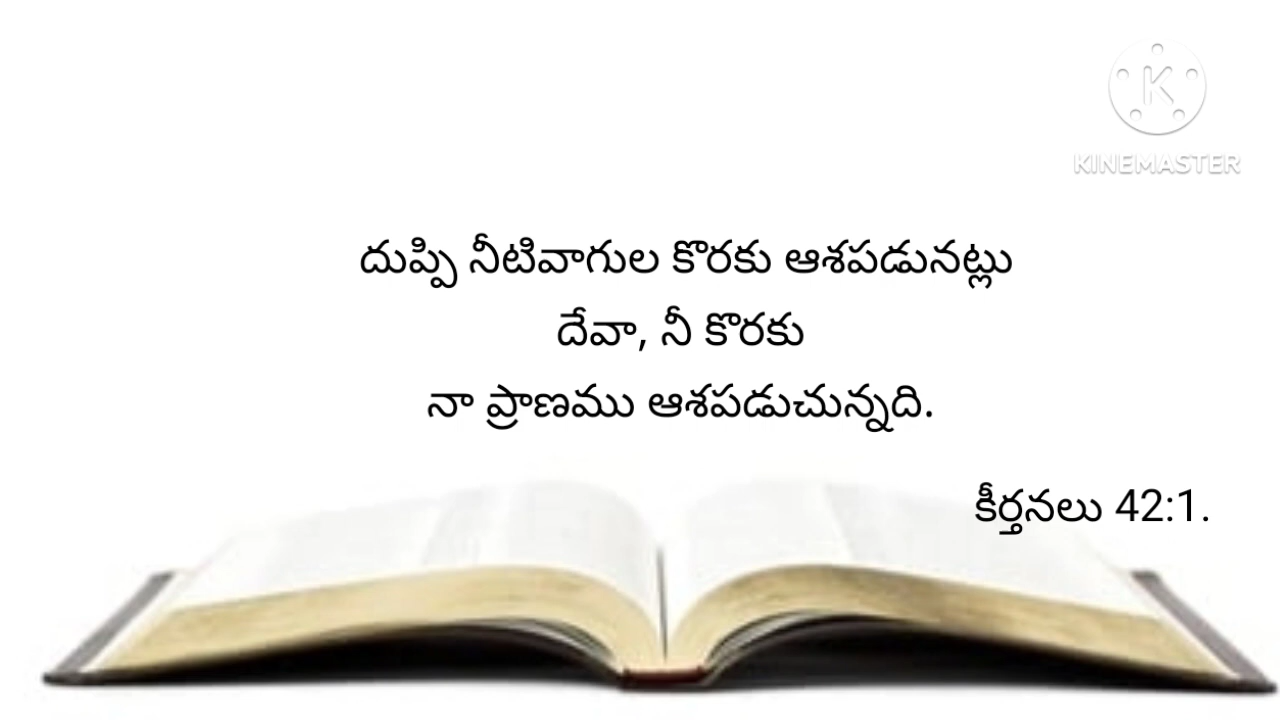 KINEMASTER
దుప్పి నీటివాగుల కొరకు ఆశపడునట్లు
దేవా, నీ కొరకు
నా ప్రాణము ఆశపడుచున్నది.
కీర్తనలు 42:1.